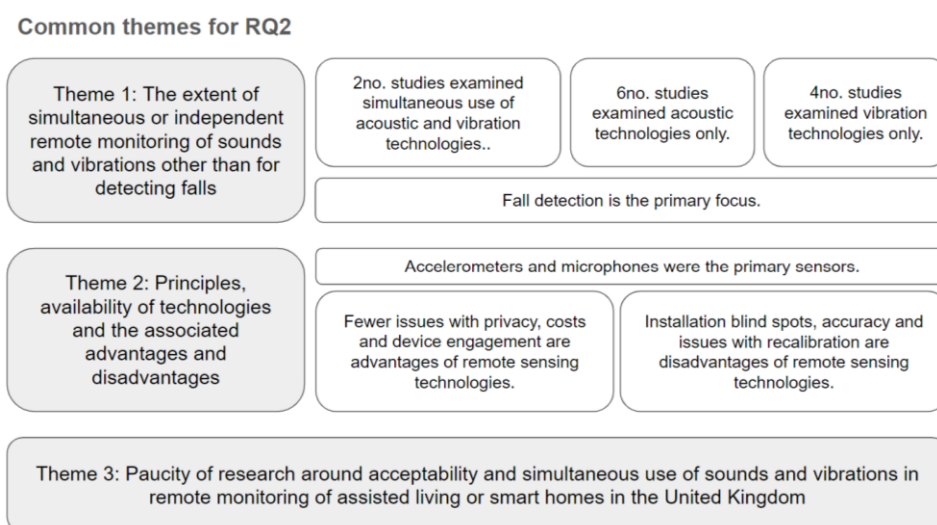 Common themes for RQ2
Theme 1: The extent of
simultaneous or independent
remote monitoring of sounds
and vibrations other than for
detecting falls
2no. studies examined
simultaneous use of
acoustic and vibration
technologies..
6no. studies
examined acoustic
technologies only.
4no. studies
examined vibration
technologies only.
Fall detection is the primary focus.
Theme 2: Principles,
availability of technologies
and the associated
advantages and
disadvantages
Accelerometers and microphones were the primary sensors.
Fewer issues with privacy, costs
and device engagement are
advantages of remote sensing
technologies.
Installation blind spots, accuracy and
issues with recalibration are
disadvantages of remote sensing
technologies.
Theme 3: Paucity of research around acceptability and simultaneous use of sounds and vibrations in
remote monitoring of assisted living or smart homes in the United Kingdom